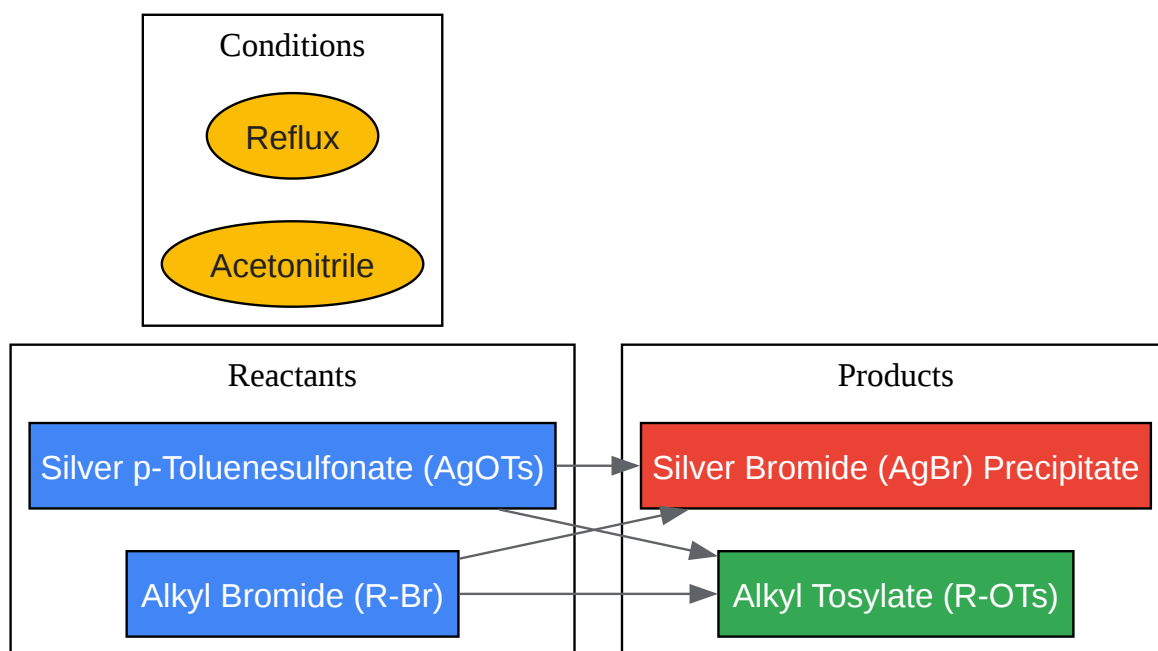 Conditions
Reflux
Acetonitrile
Reactants
Silver p-Toluenesulfonate (AgOTs)
Alkyl Bromide (R-Br)
Products
Silver Bromide (AgBr) Precipitate
Alkyl Tosylate (R-OTs)